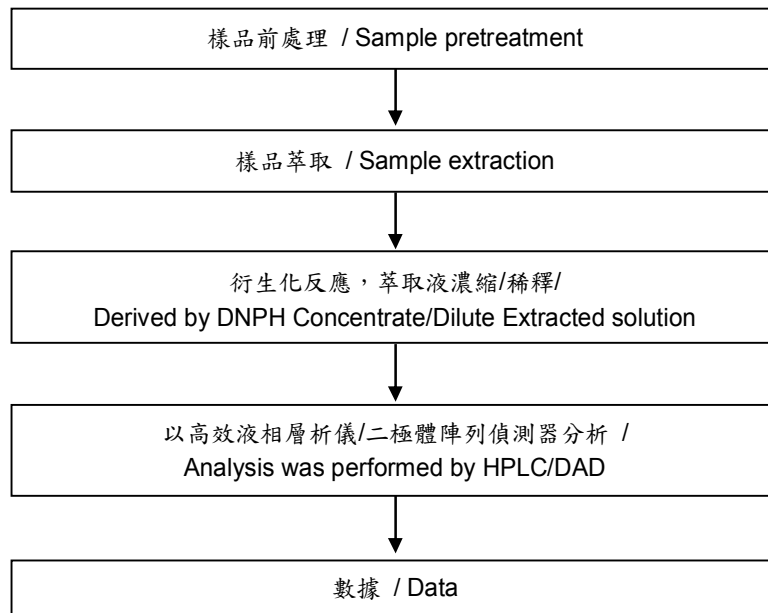 樣品前處理 / Sample pretreatment
樣品萃取 / Sample extraction
衍生化反應，萃取液濃縮/稀釋/
Derived by DNPH Concentrate/Dilute Extracted solution
以高效液相層析儀/二極體陣列偵測器分析 /
Analysis was performed by HPLC/DAD
數據 / Data